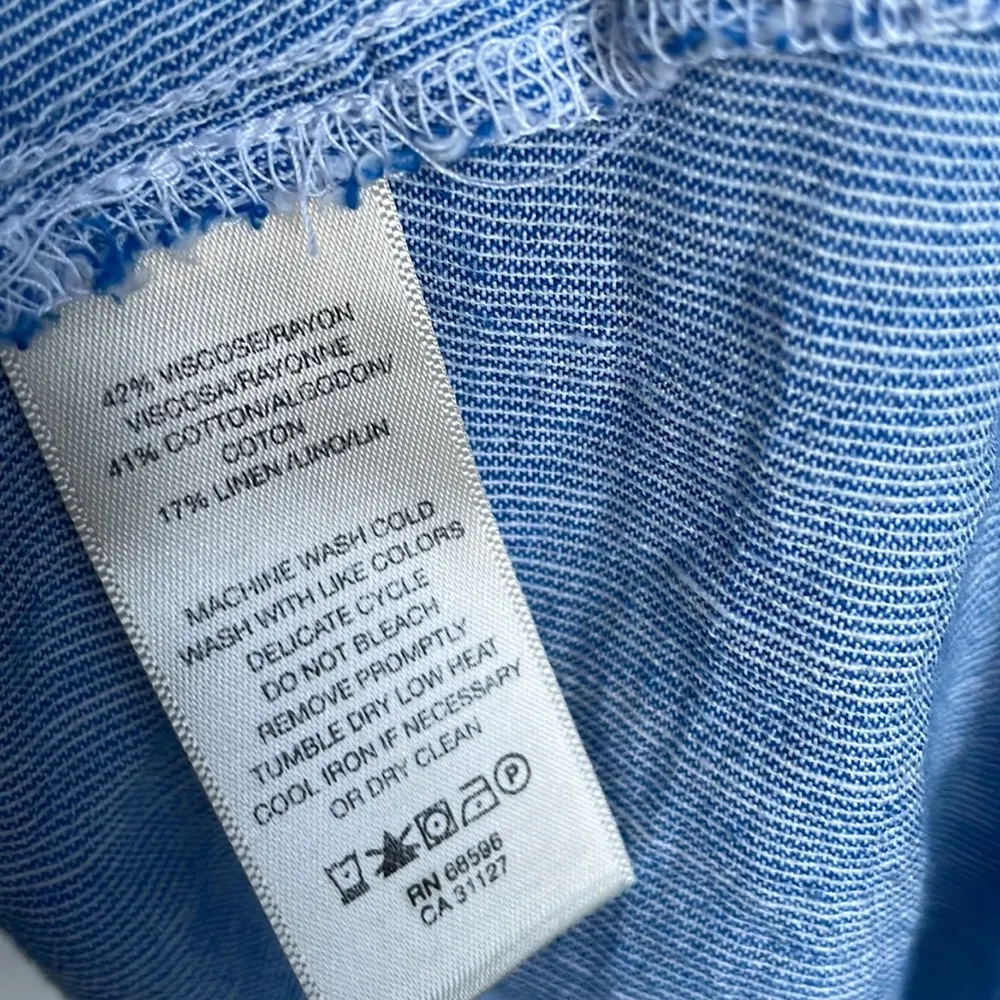 42% VISCOSE/RAYON
VISCOSA/RAYONNE
41% COTTON/ALGODON/
COTON
17% LINEN /LINO/LIN
MACHINE WASH COLD
WASH WITH LIKE COLORS
DELICATE CYCLE
DO NOT BLEACH
REMOVE PROMPTLY
TUMBLE DRY LOW HEAT
COOL IRON IF NECESSARY
OR DRY CLEAN
P
RN 68596
CA 31127